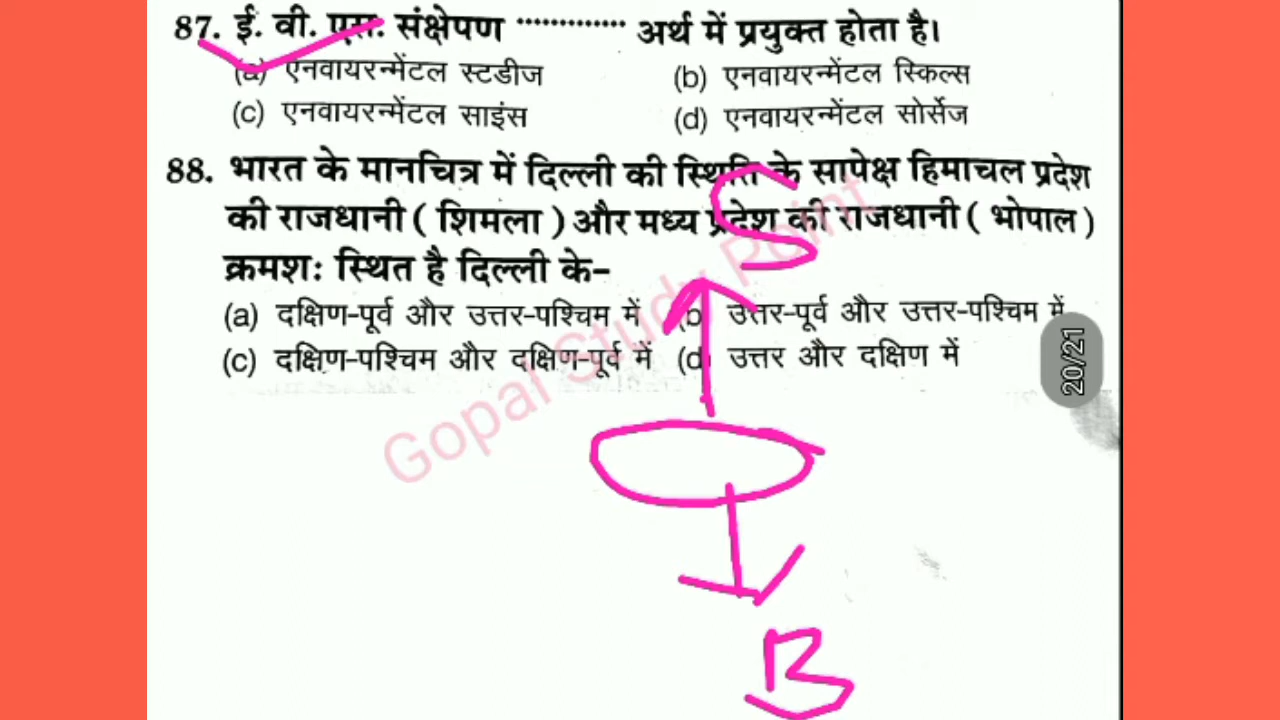 87. ई. वी. एस. संक्षेपण ............. अर्थ में प्रयुक्त होता है।
(a) एनवायरन्मेंटल स्टडीज (b) एनवायरन्मेंटल स्किल्स
(c) एनवायरन्मेंटल साइंस (d) एनवायरन्मेंटल सोर्सेज
88. भारत के मानचित्र में दिल्ली की स्थिति के सापेक्ष हिमाचल प्रदेश
की राजधानी ( शिमला ) और मध्य प्रदेश की राजधानी ( भोपाल )
क्रमशः स्थित है दिल्ली के–
(a) दक्षिण-पूर्व और उत्तर-पश्चिम में (b) उत्तर-पूर्व और उत्तर-पश्चिम में
(c) दक्षिण-पश्चिम और दक्षिण-पूर्व में (d) उत्तर और दक्षिण में
Gopal Study Point
20/21
S
B